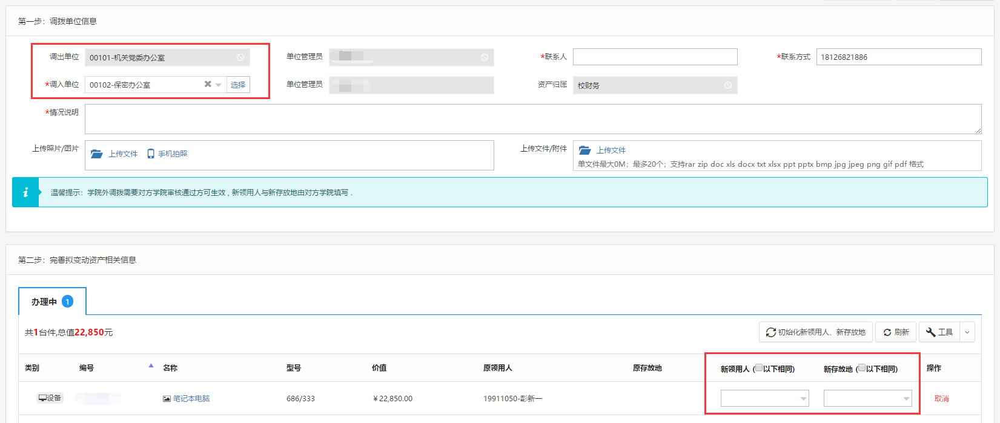 第一步：调拨单位信息
调出单位 00101-机关党委办公室 单位管理员 *联系人 *联系方式 18126821886
*调入单位 00102-保密办公室 选择 单位管理员 资产归属 校财务
*情况说明
上传照片/图片 上传文件 手机拍照 上传文件/附件 上传文件
单文件最大0M；最多20个；支持rar zip doc xls docx txt xlsx ppt pptx bmp jpg jpeg png gif pdf 格式
i 温馨提示：学院外调拨需要对方学院审核通过方可生效，新领用人与新存放地由对方学院填写．
第二步：完善拟变动资产相关信息
办理中 1
共1台件,总值22,850元 初始化新领用人、新存放地 刷新 工具
类别 编号 名称 型号 价值 原领用人 原存放地 新领用人 (以下相同) 新存放地 (以下相同) 操作
设备 笔记本电脑 686/333 ￥22,850.00 19911050-彭新一 取消